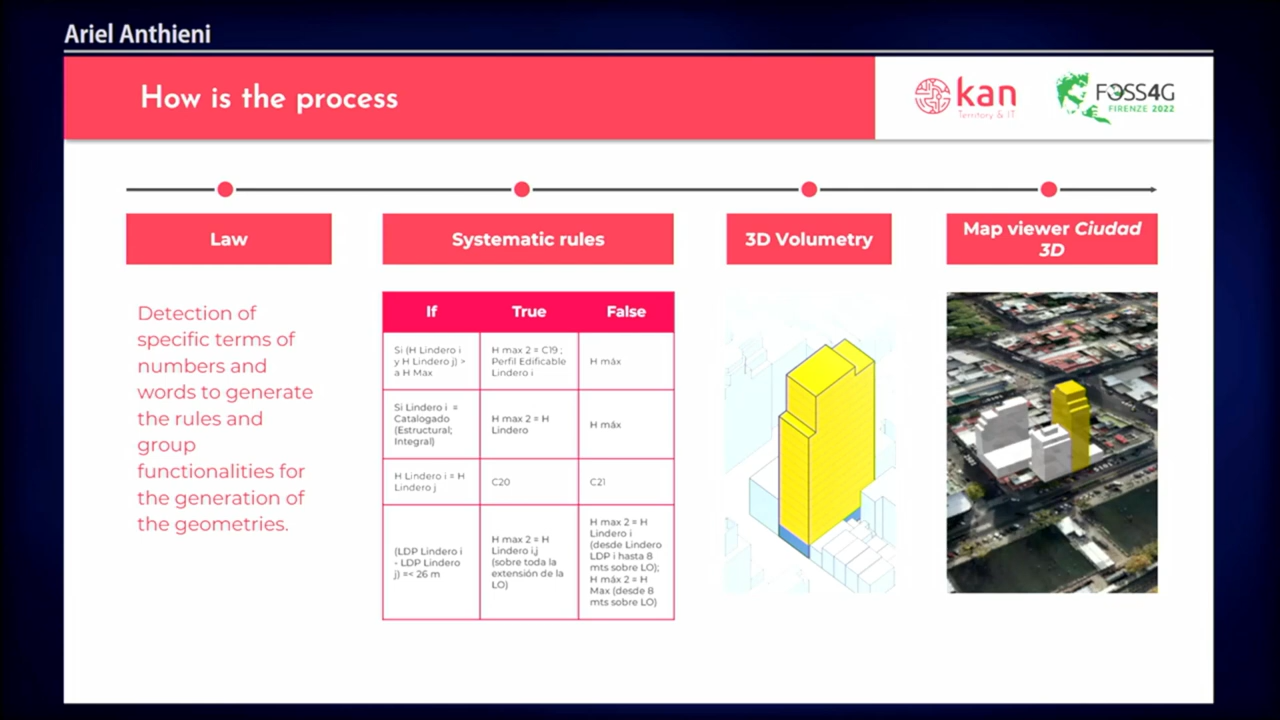 Ariel Anthieni
How is the process
kan
Territory & IT
FOSS4G
FIRENZE 2022
Law
Systematic rules
3D Volumetry
Map viewer Ciudad
3D
Detection of
specific terms of
numbers and
words to generate
the rules and
group
functionalities for
the generation of
the geometries.
If
True
False
Si (H Lindero i
y H Lindero j) >
a H Max
H max 2 = C19 ;
Perfil Edificable
Lindero i
H máx
Si Lindero i =
Catalogado
(Estructural;
Integral)
H max 2 = H
Lindero
H máx
H Lindero i = H
Lindero j
C20
C21
(LDP Lindero i
- LDP Lindero
j) =< 26 m
H max 2 = H
Lindero i,j
(sobre toda la
extensión de la
LO)
H max 2 = H
Lindero i
(desde Lindero
LDP i hasta 8
mts sobre LO);
H máx 2 = H
Max (desde 8
mts sobre LO)